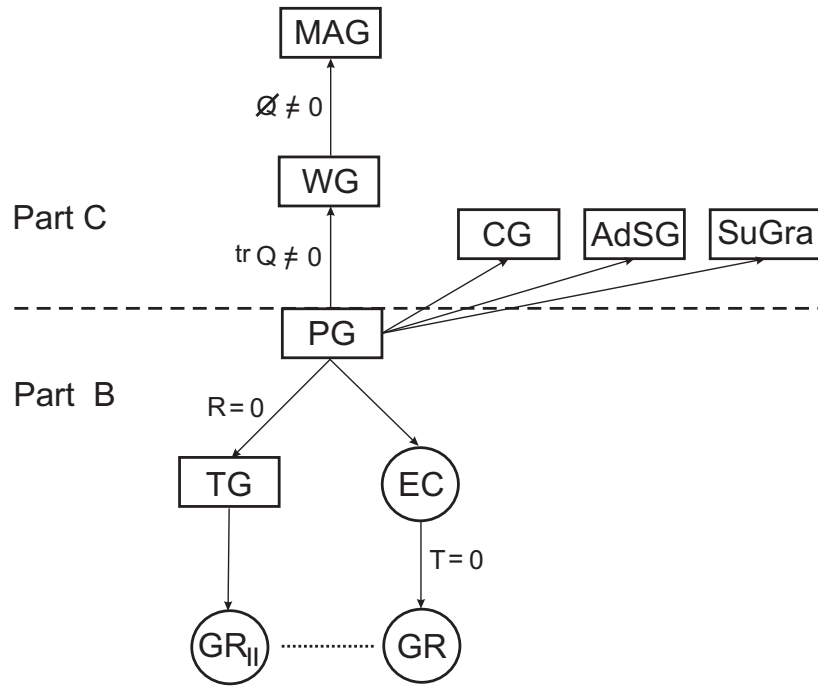 MAG
Q̸ ≠ 0
WG
Part C
CG
AdSG
SuGra
tr Q ≠ 0
PG
Part B
R = 0
TG
EC
T = 0
GR||
GR